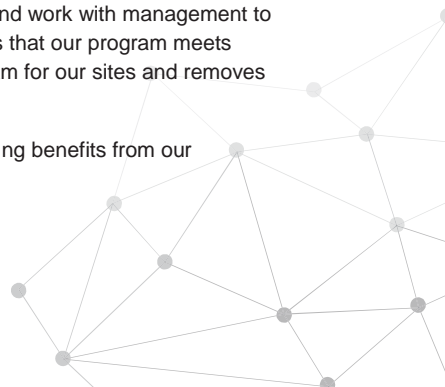 nd work with management to
s that our program meets
m for our sites and removes
ng benefits from our